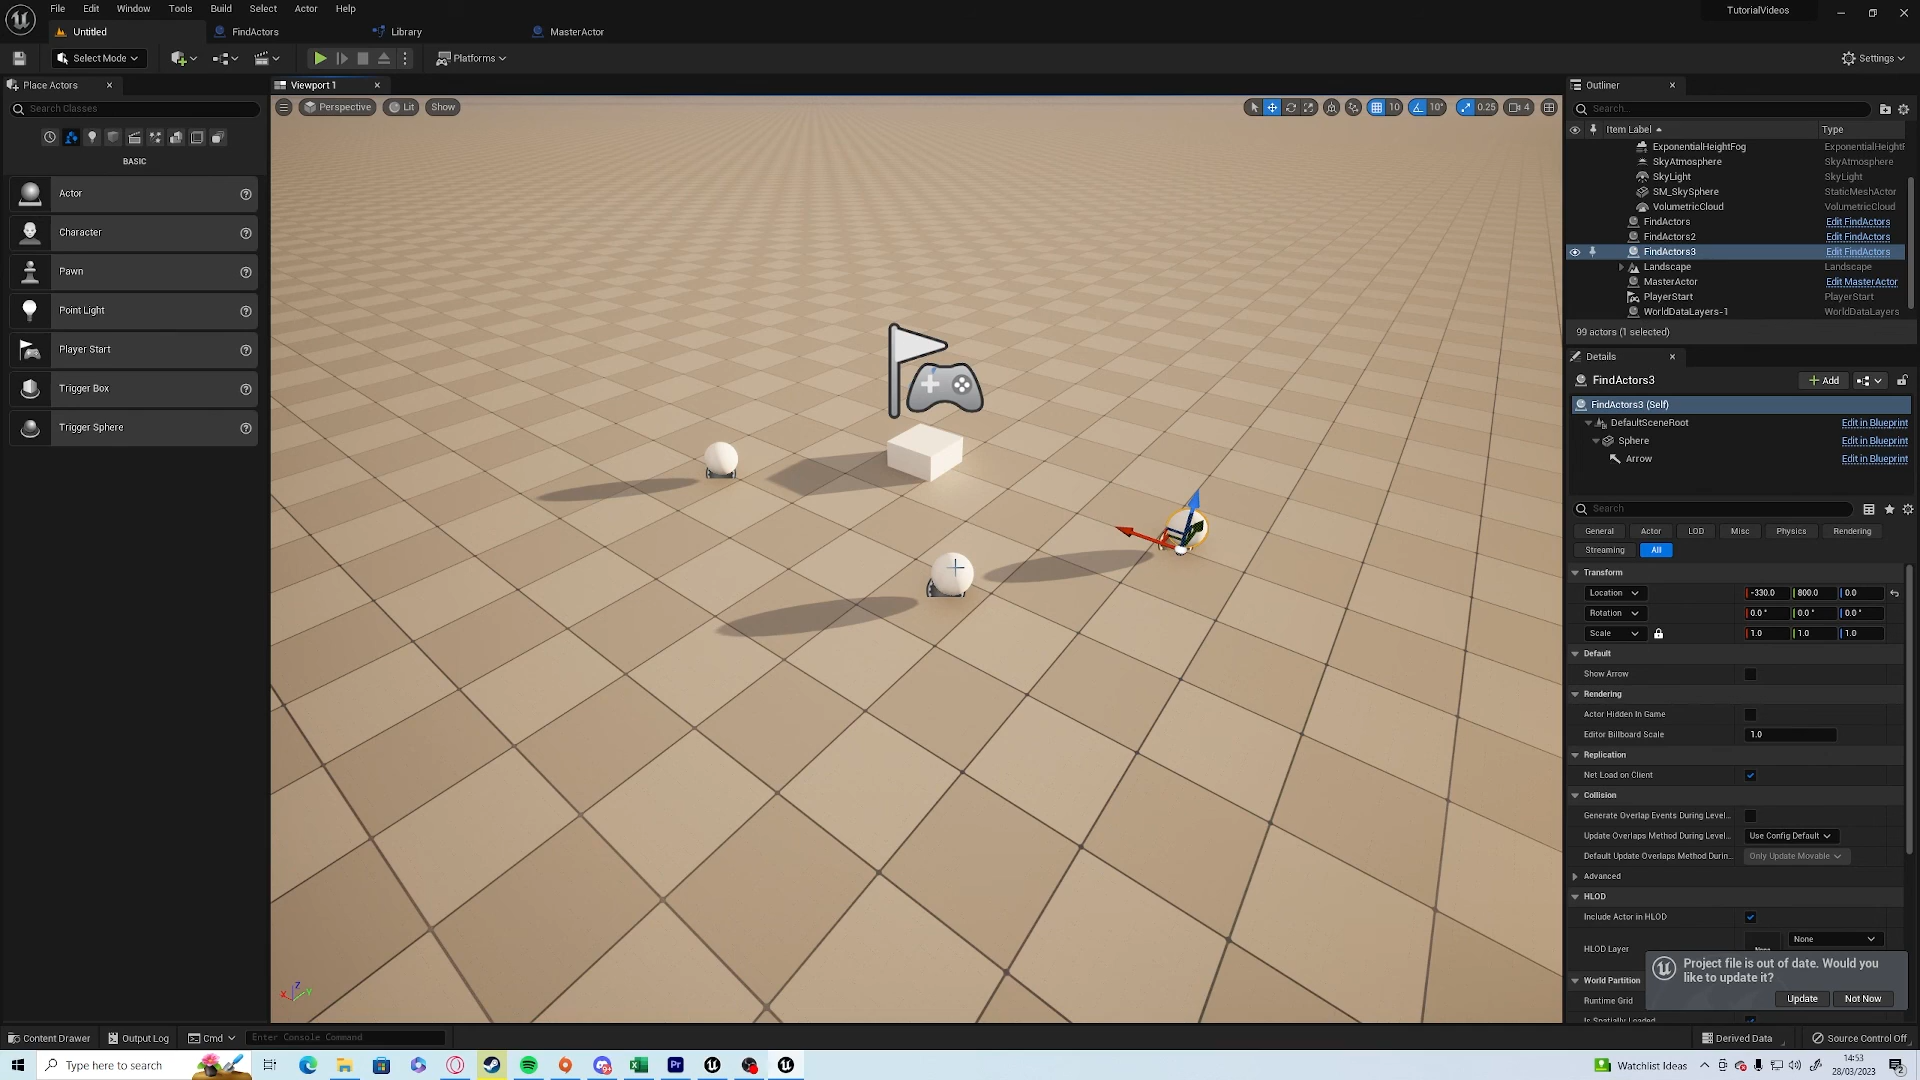 File Edit Window Tools Build Select Actor Help
TutorialVideos
Untitled FindActors Library MasterActor
Select Mode Platforms Settings
Place Actors Viewport 1 Outliner
Search Classes Perspective Lit Show 10 10° 0.25 4 Search...
Item Label Type
BASIC
Actor
Character
Pawn
Point Light
Player Start
Trigger Box
Trigger Sphere
ExponentialHeightFog ExponentialHeightF
SkyAtmosphere SkyAtmosphere
SkyLight SkyLight
SM_SkySphere StaticMeshActor
VolumetricCloud VolumetricCloud
FindActors Edit FindActors
FindActors2 Edit FindActors
FindActors3 Edit FindActors
Landscape Landscape
MasterActor Edit MasterActor
PlayerStart PlayerStart
WorldDataLayers-1 WorldDataLayers
99 actors (1 selected)
Details
FindActors3 Add
FindActors3 (Self)
DefaultSceneRoot Edit in Blueprint
Sphere Edit in Blueprint
Arrow Edit in Blueprint
Search
General Actor LOD Misc Physics Rendering
Streaming All
Transform
Location -330.0 800.0 0.0
Rotation 0.0 ° 0.0 ° 0.0 °
Scale 1.0 1.0 1.0
Default
Show Arrow
Rendering
Actor Hidden In Game
Editor Billboard Scale 1.0
Replication
Net Load on Client
Collision
Generate Overlap Events During Level...
Update Overlaps Method During Level... Use Config Default
Default Update Overlaps Method Durin... Only Update Movable
Advanced
HLOD
Include Actor in HLOD
HLOD Layer None None
World Partition
Runtime Grid
Is Spatially Loaded
Project file is out of date. Would you
like to update it?
Update Not Now
X Z Y
Content Drawer Output Log Cmd Enter Console Command Derived Data Source Control Off
Type here to search Watchlist Ideas
14:53
28/03/2023